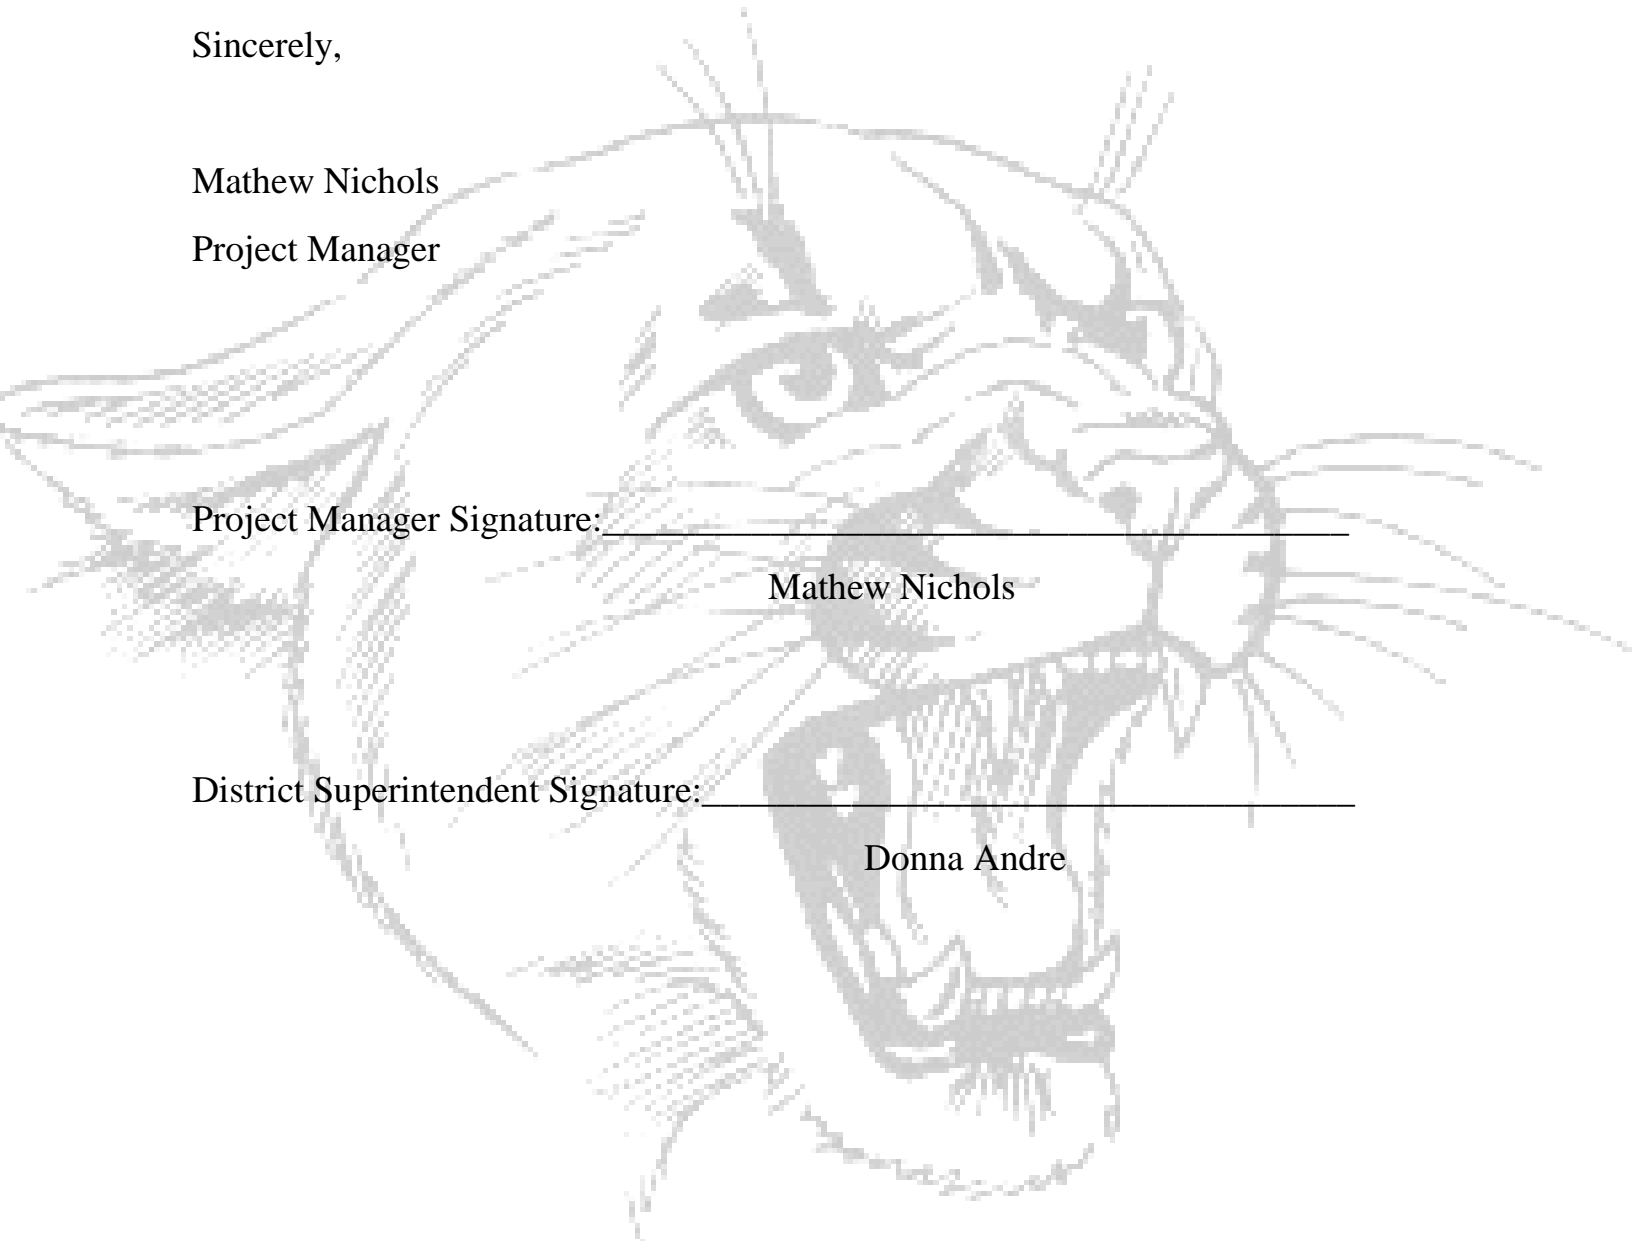 Sincerely,
Mathew Nichols
Project Manager
Project Manager Signature:________________________________________
Mathew Nichols
District Superintendent Signature:___________________________________
Donna Andre